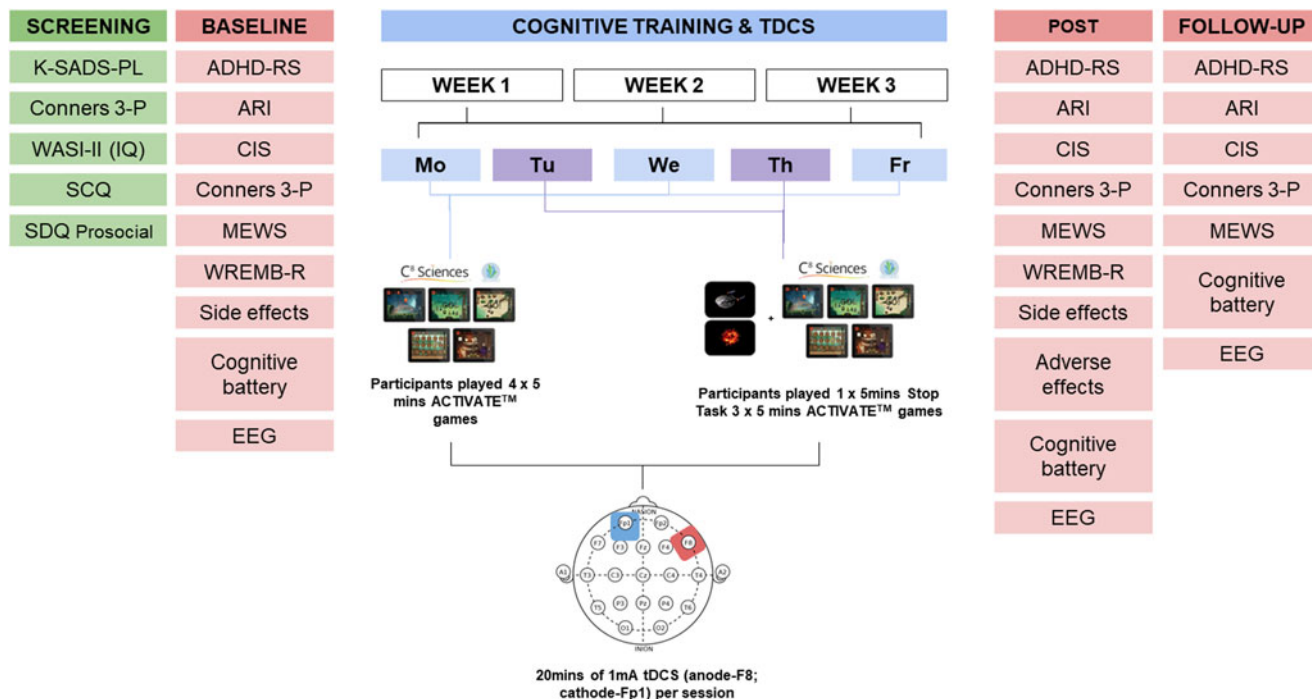 SCREENING
K-SADS-PL
Conners 3-P
WASI-II (IQ)
SCQ
SDQ Prosocial
BASELINE
ADHD-RS
ARI
CIS
Conners 3-P
MEWS
WREMB-R
Side effects
Cognitive
battery
EEG
COGNITIVE TRAINING & TDCS
WEEK 1
WEEK 2
WEEK 3
Mo
Tu
We
Th
Fr
C8 Sciences
Participants played 4 x 5
mins ACTIVATE™
games
C8 Sciences
+
Participants played 1 x 5mins Stop
Task 3 x 5 mins ACTIVATE™ games
NASION
Fp1 Fp2
F7 F3 Fz F4 F8
A1 T3 C3 Cz C4 T4 A2
T5 P3 Pz P4 T6
O1 O2
INION
20mins of 1mA tDCS (anode-F8;
cathode-Fp1) per session
POST
ADHD-RS
ARI
CIS
Conners 3-P
MEWS
WREMB-R
Side effects
Adverse
effects
Cognitive
battery
EEG
FOLLOW-UP
ADHD-RS
ARI
CIS
Conners 3-P
MEWS
Cognitive
battery
EEG